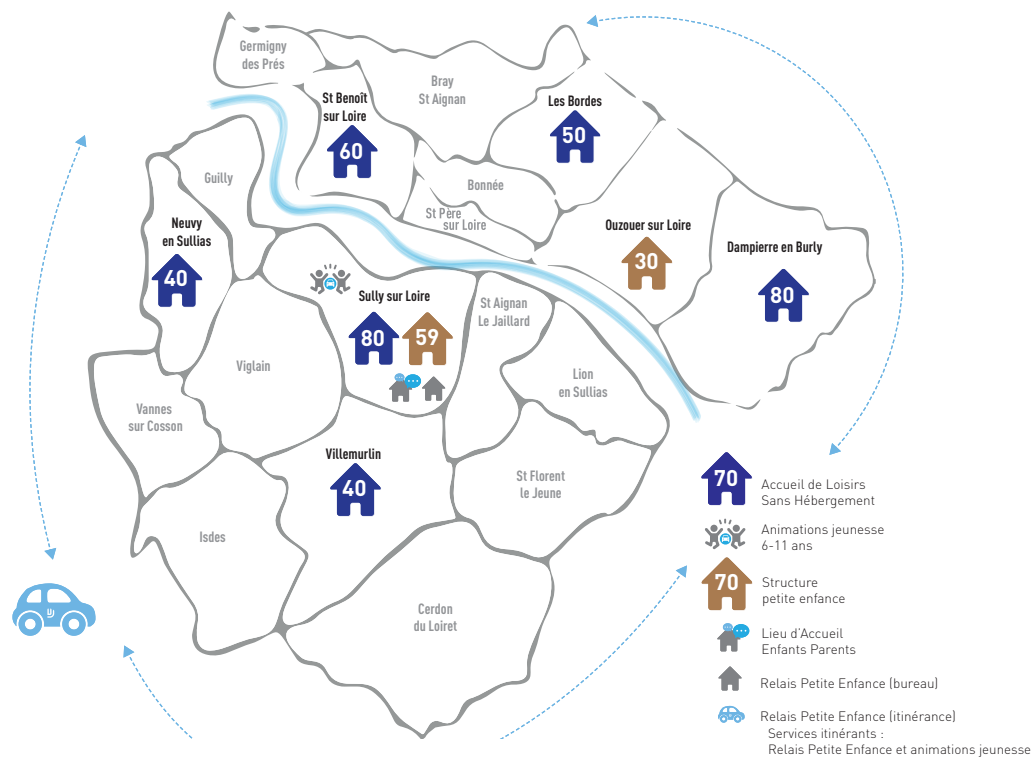 Germigny
des Prés
Bray
St Aignan
St Benoît
sur Loire
60
Les Bordes
50
Guilly
Bonnée
St Père
sur Loire
Neuvy
en Sullias
40
Ouzouer sur Loire
30
Dampierre en Burly
80
Sully sur Loire
80
59
St Aignan
Le Jaillard
Viglain
Lion
en Sullias
Vannes
sur Cosson
Villemurlin
40
St Florent
le Jeune
Isdes
Cerdon
du Loiret
70
Accueil de Loisirs
Sans Hébergement
Animations jeunesse
6-11 ans
70
Structure
petite enfance
Lieu d'Accueil
Enfants Parents
Relais Petite Enfance (bureau)
Relais Petite Enfance (itinérance)
Services itinérants :
Relais Petite Enfance et animations jeunesse